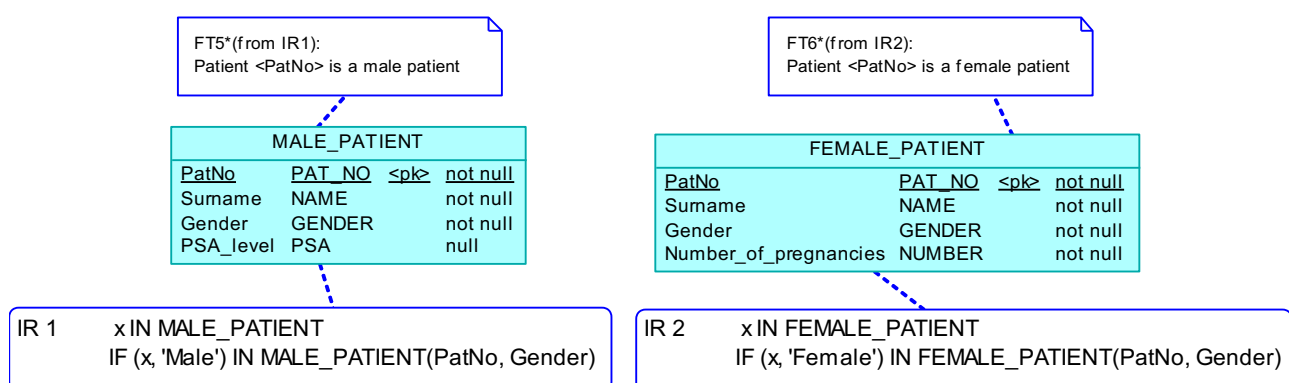 FT5*(from IR1):
Patient <PatNo> is a male patient
FT6*(from IR2):
Patient <PatNo> is a female patient
MALE_PATIENT
PatNo PAT_NO <pk> not null
Surname NAME not null
Gender GENDER not null
PSA_level PSA null
FEMALE_PATIENT
PatNo PAT_NO <pk> not null
Surname NAME not null
Gender GENDER not null
Number_of_pregnancies NUMBER not null
IR 1 x IN MALE_PATIENT
IF (x, 'Male') IN MALE_PATIENT(PatNo, Gender)
IR 2 x IN FEMALE_PATIENT
IF (x, 'Female') IN FEMALE_PATIENT(PatNo, Gender)